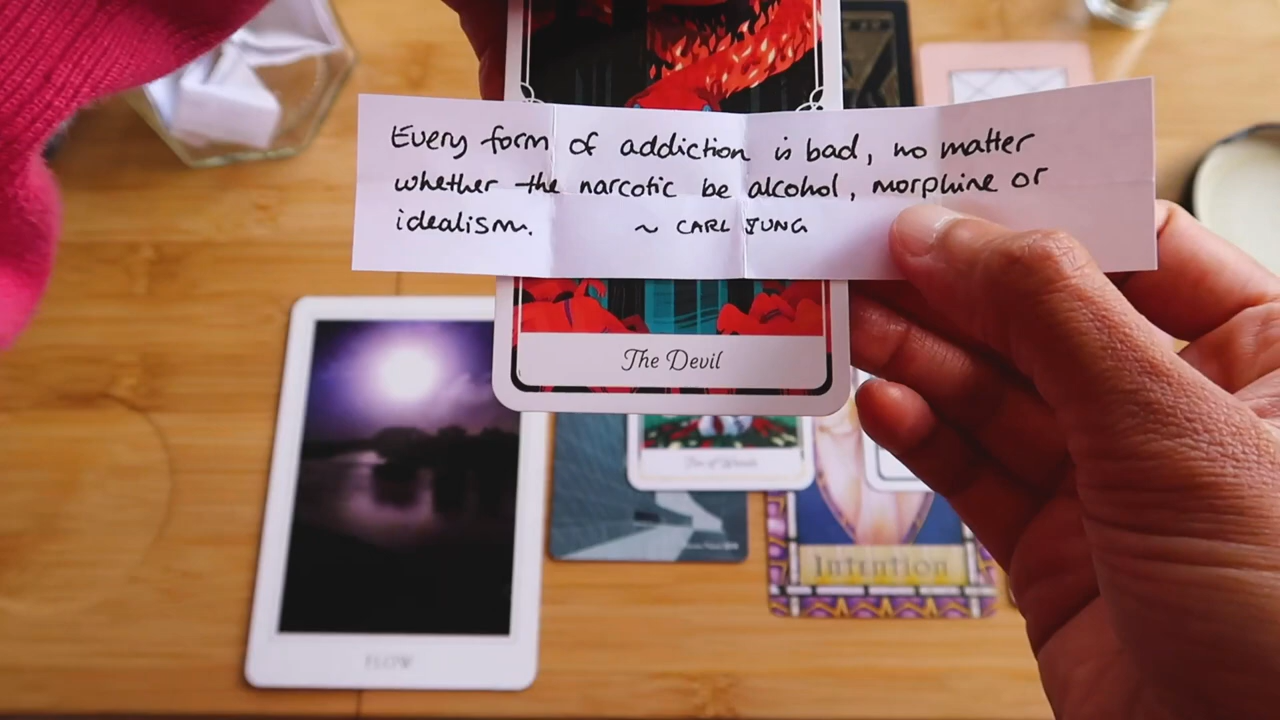 Every form of addiction is bad, no matter
whether the narcotic be alcohol, morphine or
idealism. ~ CARL JUNG
The Devil
Intention
FLOW